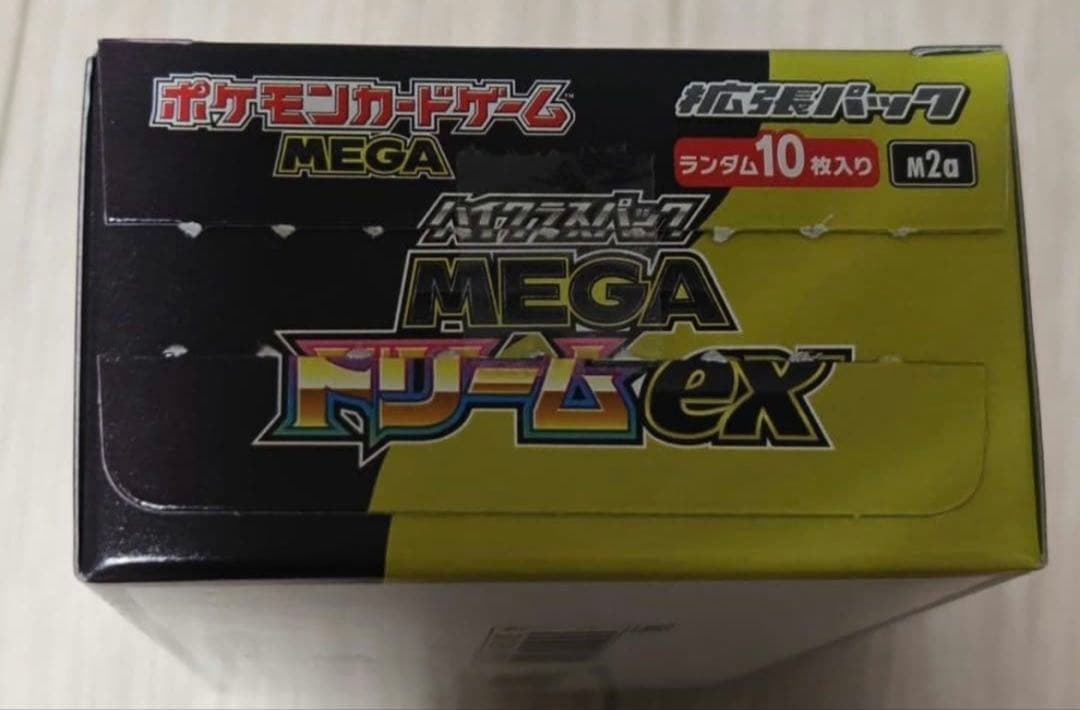 ポケモンカードゲーム
MEGA
拡張パック
ランダム10枚入り
M2a
ハイクラスパック
MEGA
ドリームex